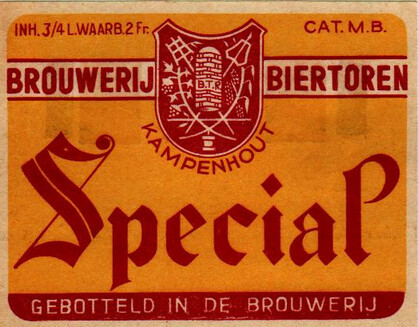 INH. 3/4 L.WAARB.2 Fr.
CAT. M. B.
BROUWERIJ BIERTOREN
B.T.K
KAMPENHOUT
Special
GEBOTTELD IN DE BROUWERIJ